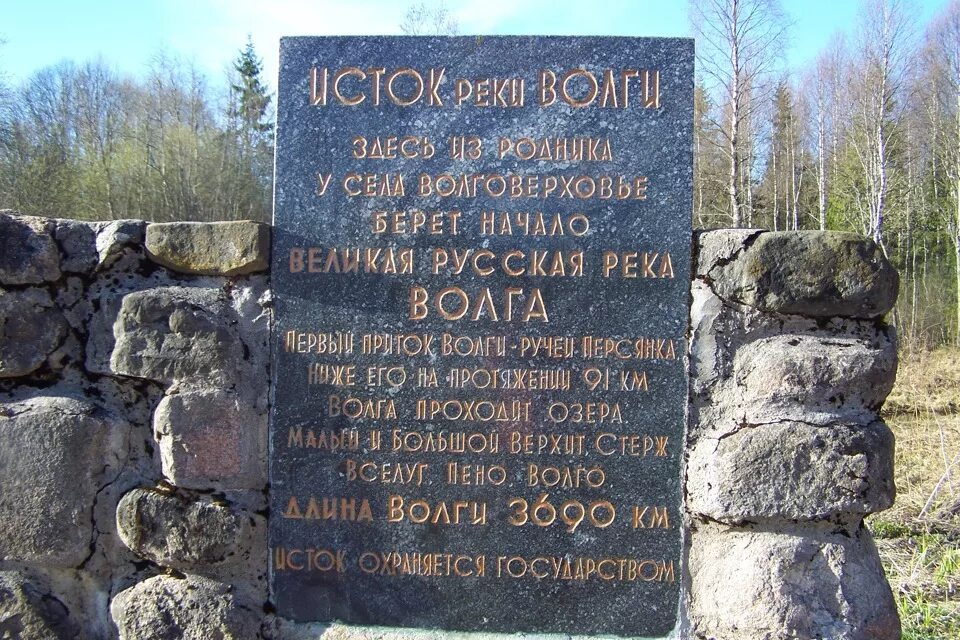 ИСТОК РЕКИ ВОЛГИ
ЗДЕСЬ ИЗ РОДНИКА
У СЕЛА ВОЛГОВЕРХОВЬЕ
БЕРЕТ НАЧАЛО
ВЕЛИКАЯ РУССКАЯ РЕКА
ВОЛГА
ПЕРВЫЙ ПРИТОК ВОЛГИ - РУЧЕЙ ПЕРСЯНКА
НИЖЕ ЕГО НА ПРОТЯЖЕНИИ 91 КМ
ВОЛГА ПРОХОДИТ ОЗЕРА
МАЛЫЙ И БОЛЬШОЙ ВЕРХИТ, СТЕРЖ,
ВСЕЛУГ, ПЕНО, ВОЛГО
ДЛИНА ВОЛГИ 3690 КМ
ИСТОК ОХРАНЯЕТСЯ ГОСУДАРСТВОМ